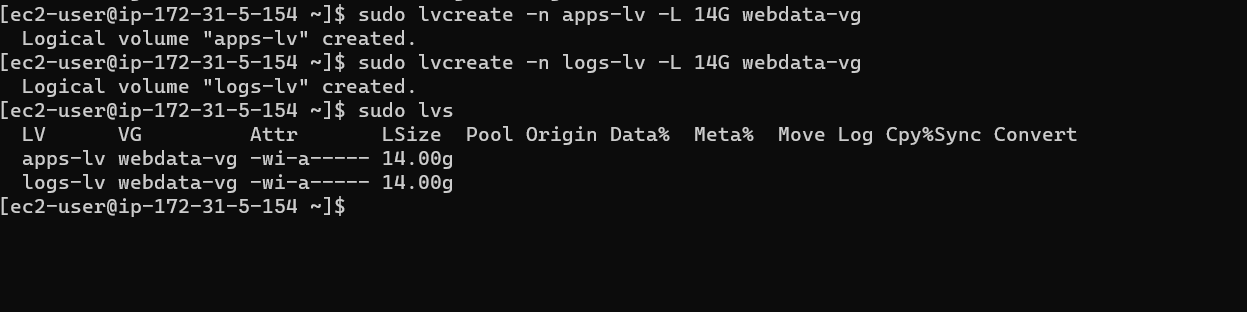 [ec2-user@ip-172-31-5-154 ~]$ sudo lvcreate -n apps-lv -L 14G webdata-vg
  Logical volume "apps-lv" created.
[ec2-user@ip-172-31-5-154 ~]$ sudo lvcreate -n logs-lv -L 14G webdata-vg
  Logical volume "logs-lv" created.
[ec2-user@ip-172-31-5-154 ~]$ sudo lvs
  LV      VG         Attr       LSize  Pool Origin Data%  Meta%  Move Log Cpy%Sync Convert
  apps-lv webdata-vg -wi-a----- 14.00g
  logs-lv webdata-vg -wi-a----- 14.00g
[ec2-user@ip-172-31-5-154 ~]$